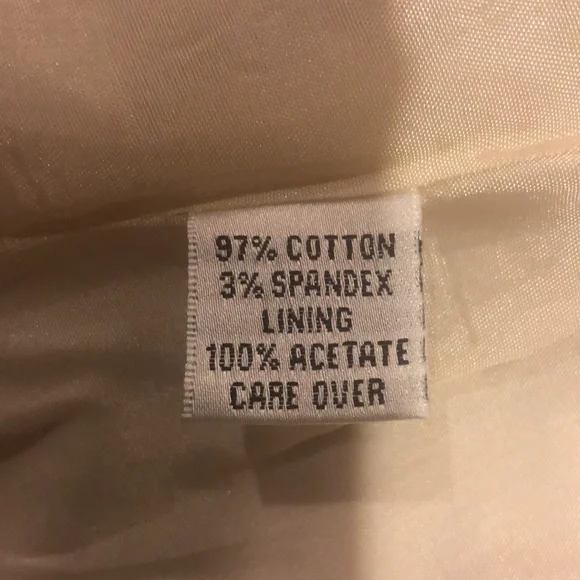 97% COTTON
3% SPANDEX
LINING
100% ACETATE
CARE OVER